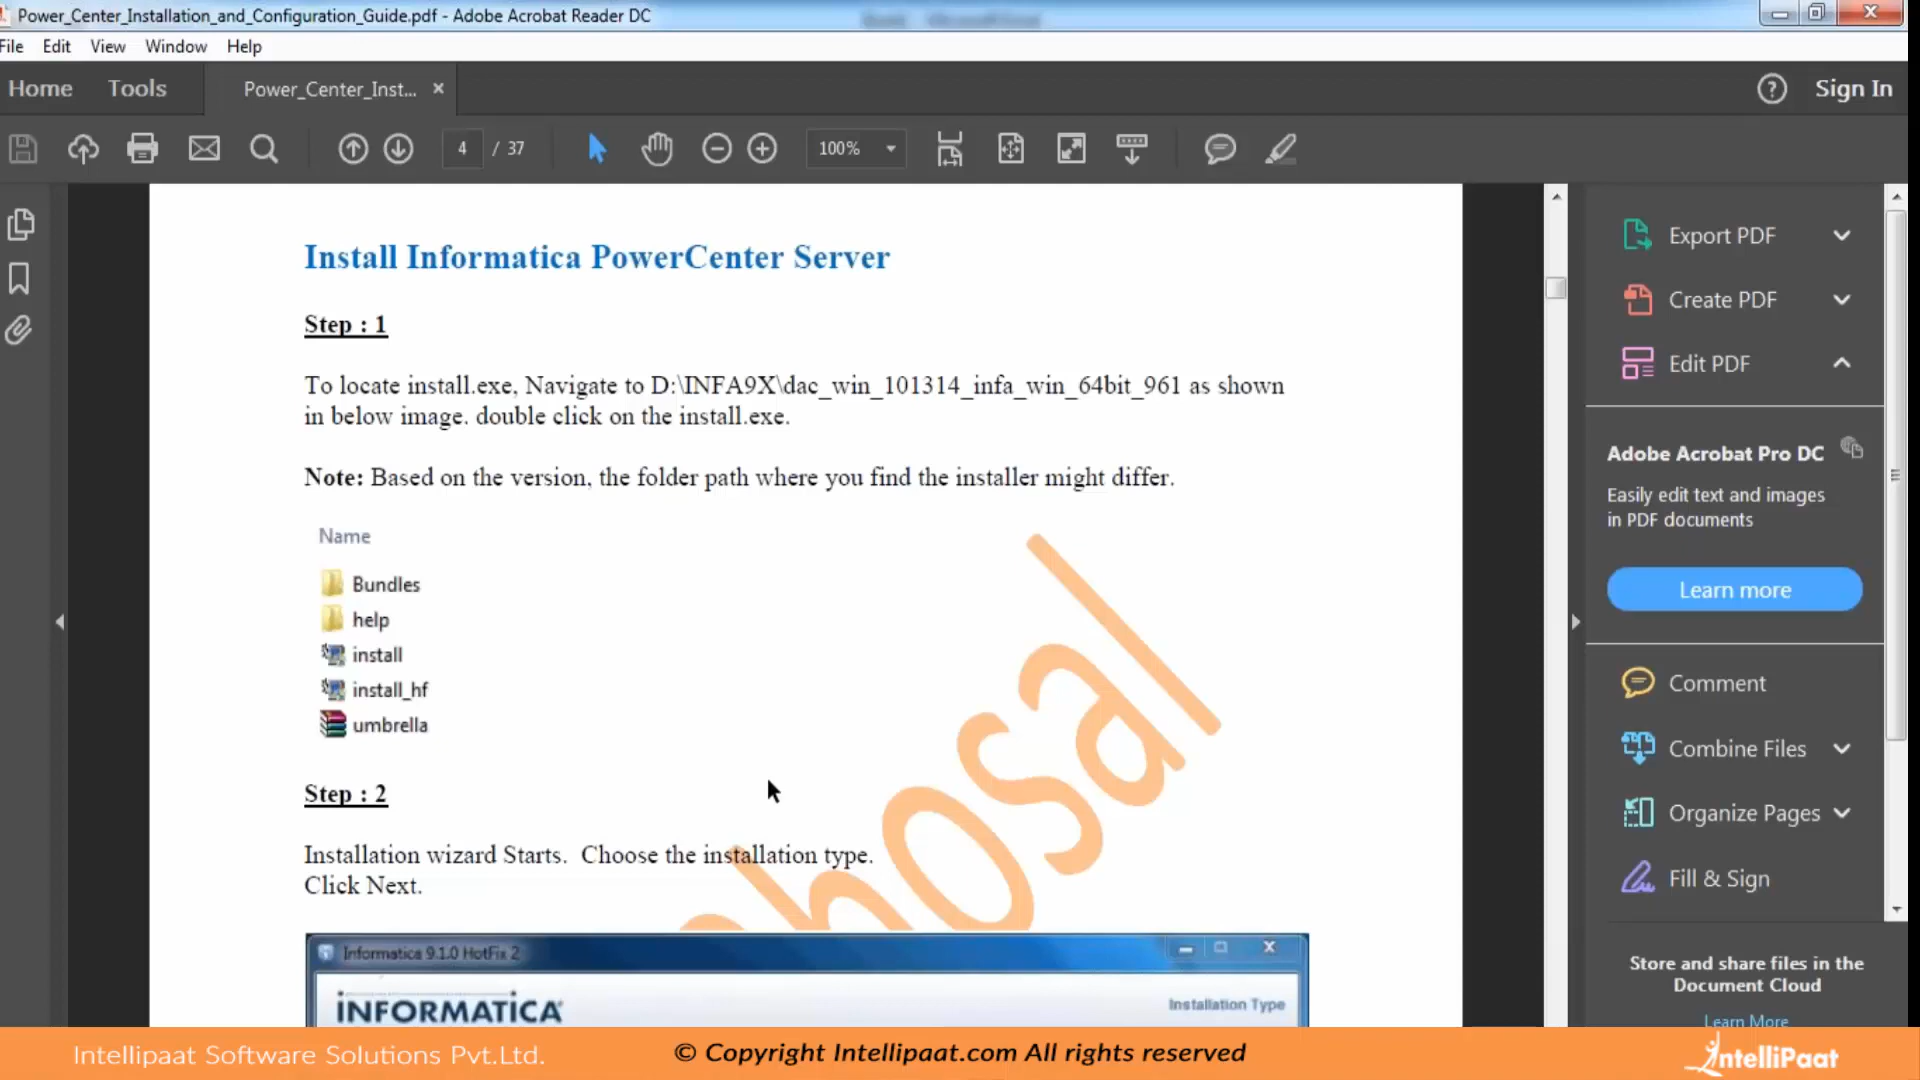 Power_Center_Installation_and_Configuration_Guide.pdf - Adobe Acrobat Reader DC
File Edit View Window Help
Home Tools Power_Center_Inst... × Sign In
4 / 37 100%
Install Informatica PowerCenter Server
Step : 1
To locate install.exe, Navigate to D:\INFA9X\dac_win_101314_infa_win_64bit_961 as shown
in below image. double click on the install.exe.
Note: Based on the version, the folder path where you find the installer might differ.
Name
Bundles
help
install
install_hf
umbrella
Step : 2
Installation wizard Starts.  Choose the installation type.
Click Next.
Informatica 9.1.0 HotFix 2
INFORMATICA
Installation Type
Export PDF
Create PDF
Edit PDF
Adobe Acrobat Pro DC
Easily edit text and images
in PDF documents
Learn more
Comment
Combine Files
Organize Pages
Fill & Sign
Store and share files in the
Document Cloud
Learn More
Intellipaat Software Solutions Pvt.Ltd.
© Copyright Intellipaat.com All rights reserved
IntelliPaat